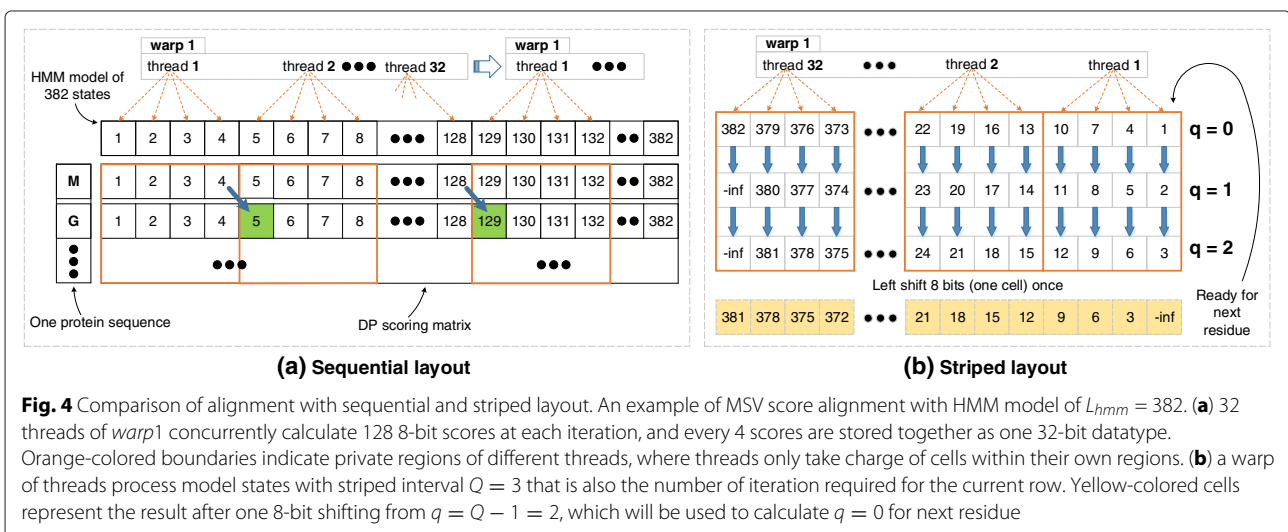 warp 1
thread 1 thread 2 ●●● thread 32
warp 1
thread 1 ●●●
HMM model of
382 states
1 2 3 4 5 6 7 8 ●●● 128 129 130 131 132 ●● 382
M 1 2 3 4 5 6 7 8 ●●● 128 129 130 131 132 ●● 382
G 1 2 3 4 5 6 7 8 ●●● 128 129 130 131 132 ●● 382
●●● ●●● ●●●
One protein sequence
DP scoring matrix
(a) Sequential layout
warp 1
thread 32 ●●● thread 2 thread 1
382 379 376 373 ●●● 22 19 16 13 10 7 4 1 q = 0
-inf 380 377 374 23 20 17 14 11 8 5 2 q = 1
-inf 381 378 375 ●●● 24 21 18 15 12 9 6 3 q = 2
Left shift 8 bits (one cell) once
381 378 375 372 ●●● 21 18 15 12 9 6 3 -inf
Ready for
next
residue
(b) Striped layout
Fig. 4 Comparison of alignment with sequential and striped layout. An example of MSV score alignment with HMM model of L_hmm = 382. (a) 32
threads of warp1 concurrently calculate 128 8-bit scores at each iteration, and every 4 scores are stored together as one 32-bit datatype.
Orange-colored boundaries indicate private regions of different threads, where threads only take charge of cells within their own regions. (b) a warp
of threads process model states with striped interval Q = 3 that is also the number of iteration required for the current row. Yellow-colored cells
represent the result after one 8-bit shifting from q = Q − 1 = 2, which will be used to calculate q = 0 for next residue